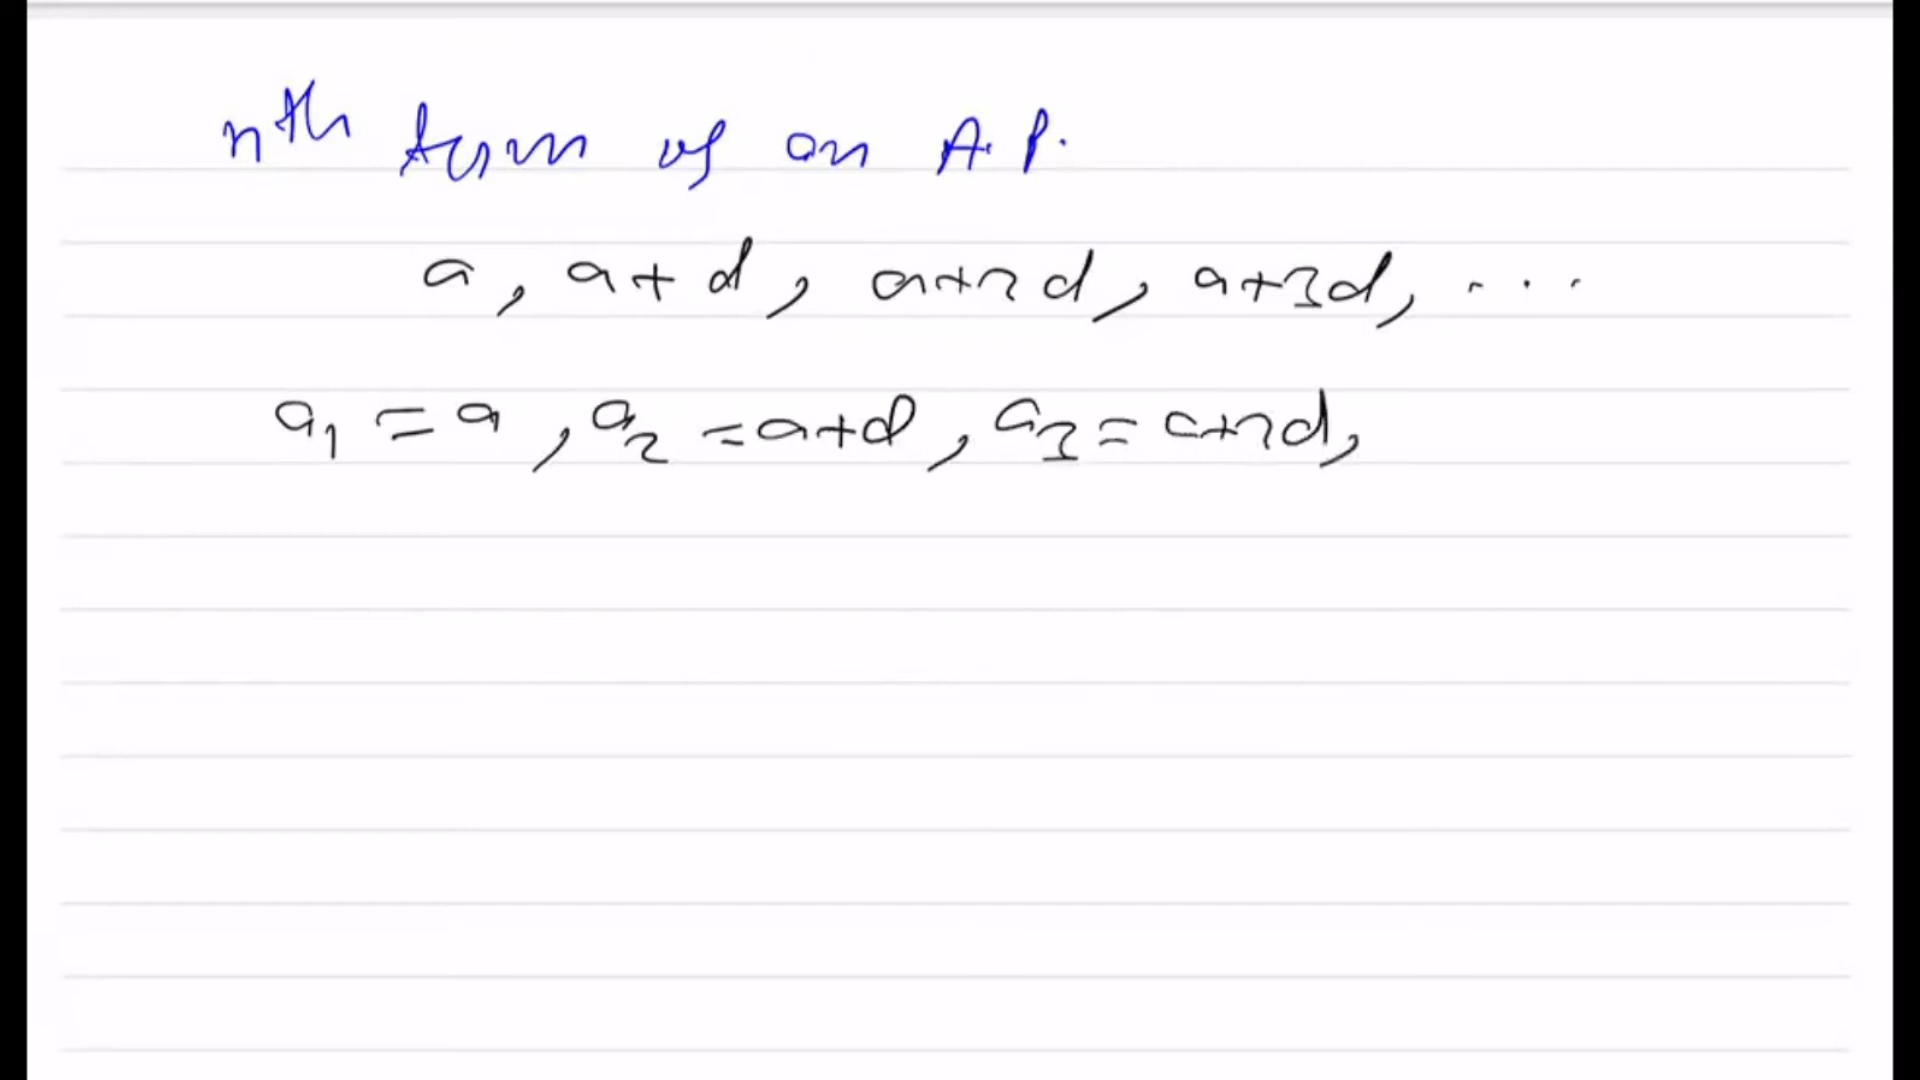 nth term of an A.P.
a, a+d, a+2d, a+3d, ...
a₁ = a, a₂ = a+d, a₃ = a+2d,